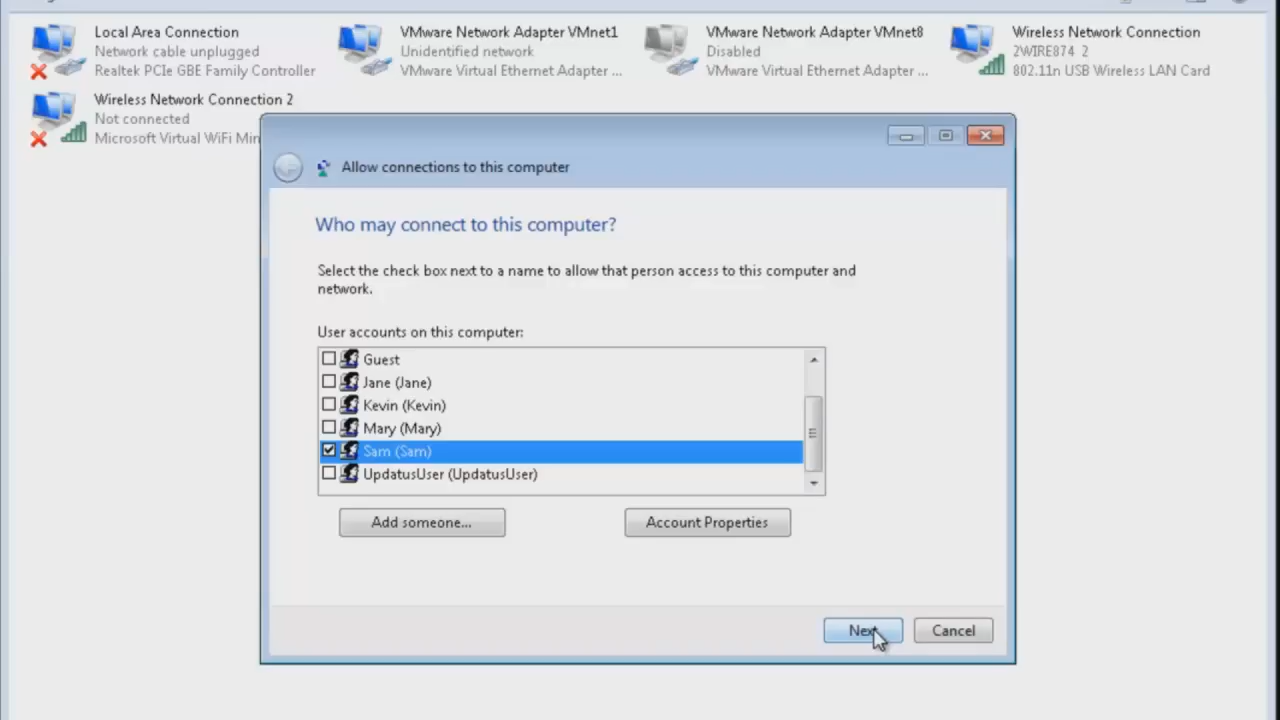 Local Area Connection
Network cable unplugged
Realtek PCIe GBE Family Controller
VMware Network Adapter VMnet1
Unidentified network
VMware Virtual Ethernet Adapter ...
VMware Network Adapter VMnet8
Disabled
VMware Virtual Ethernet Adapter ...
Wireless Network Connection
2WIRE874 2
802.11n USB Wireless LAN Card
Wireless Network Connection 2
Not connected
Microsoft Virtual WiFi Min
Allow connections to this computer
Who may connect to this computer?
Select the check box next to a name to allow that person access to this computer and
network.
User accounts on this computer:
Guest
Jane (Jane)
Kevin (Kevin)
Mary (Mary)
Sam (Sam)
UpdatusUser (UpdatusUser)
Add someone...
Account Properties
Next
Cancel